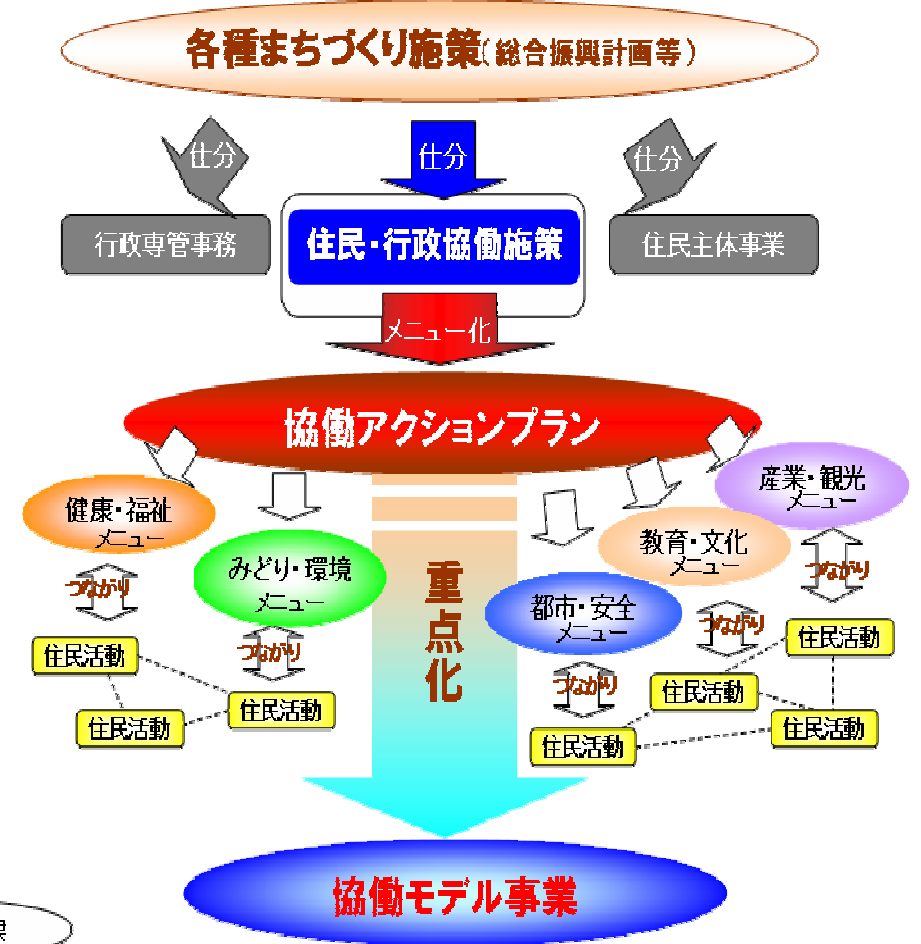 各種まちづくり施策（総合振興計画等）
仕分
仕分
仕分
行政専管事務
住民・行政協働施策
住民主体事業
メニュー化
協働アクションプラン
健康・福祉
メニュー
みどり・環境
メニュー
都市・安全
メニュー
教育・文化
メニュー
産業・観光
メニュー
つながり
つながり
つながり
つながり
つながり
重点化
住民活動
住民活動
住民活動
住民活動
住民活動
住民活動
住民活動
協働モデル事業